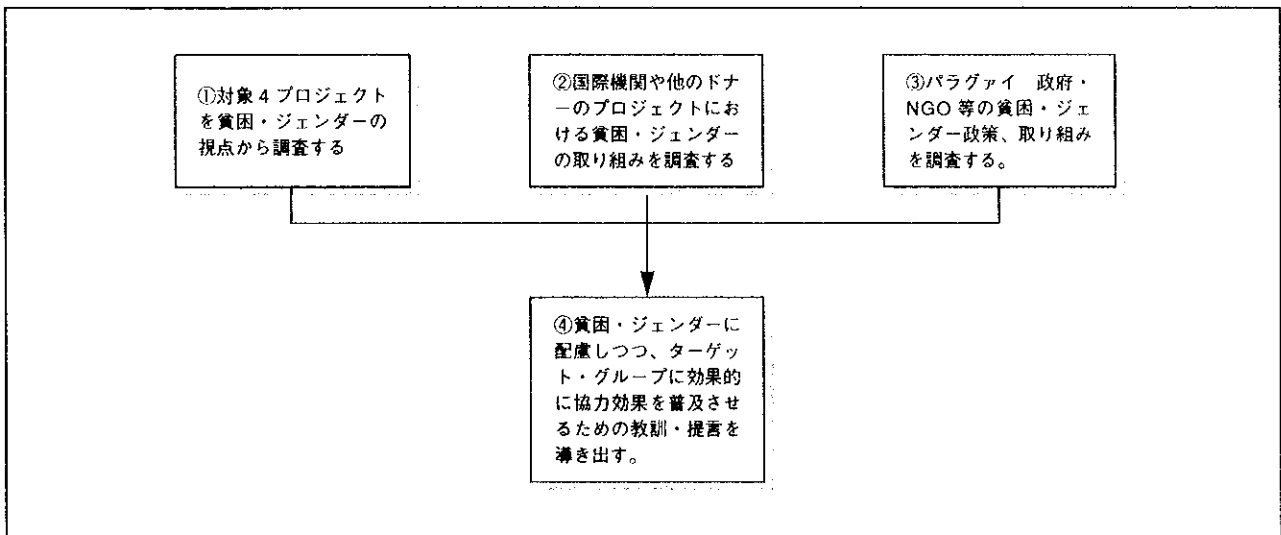 ①対象4プロジェクト
を貧困・ジェンダーの
視点から調査する
②国際機関や他のドナ
ーのプロジェクトにお
ける貧困・ジェンダー
の取り組みを調査する
③パラグァイ 政府・
NGO 等の貧困・ジェ
ンダー政策、取り組み
を調査する。
④貧困・ジェンダーに
配慮しつつ、ターゲッ
ト・グループに効果的
に協力効果を普及させ
るための教訓・提言を
導き出す。